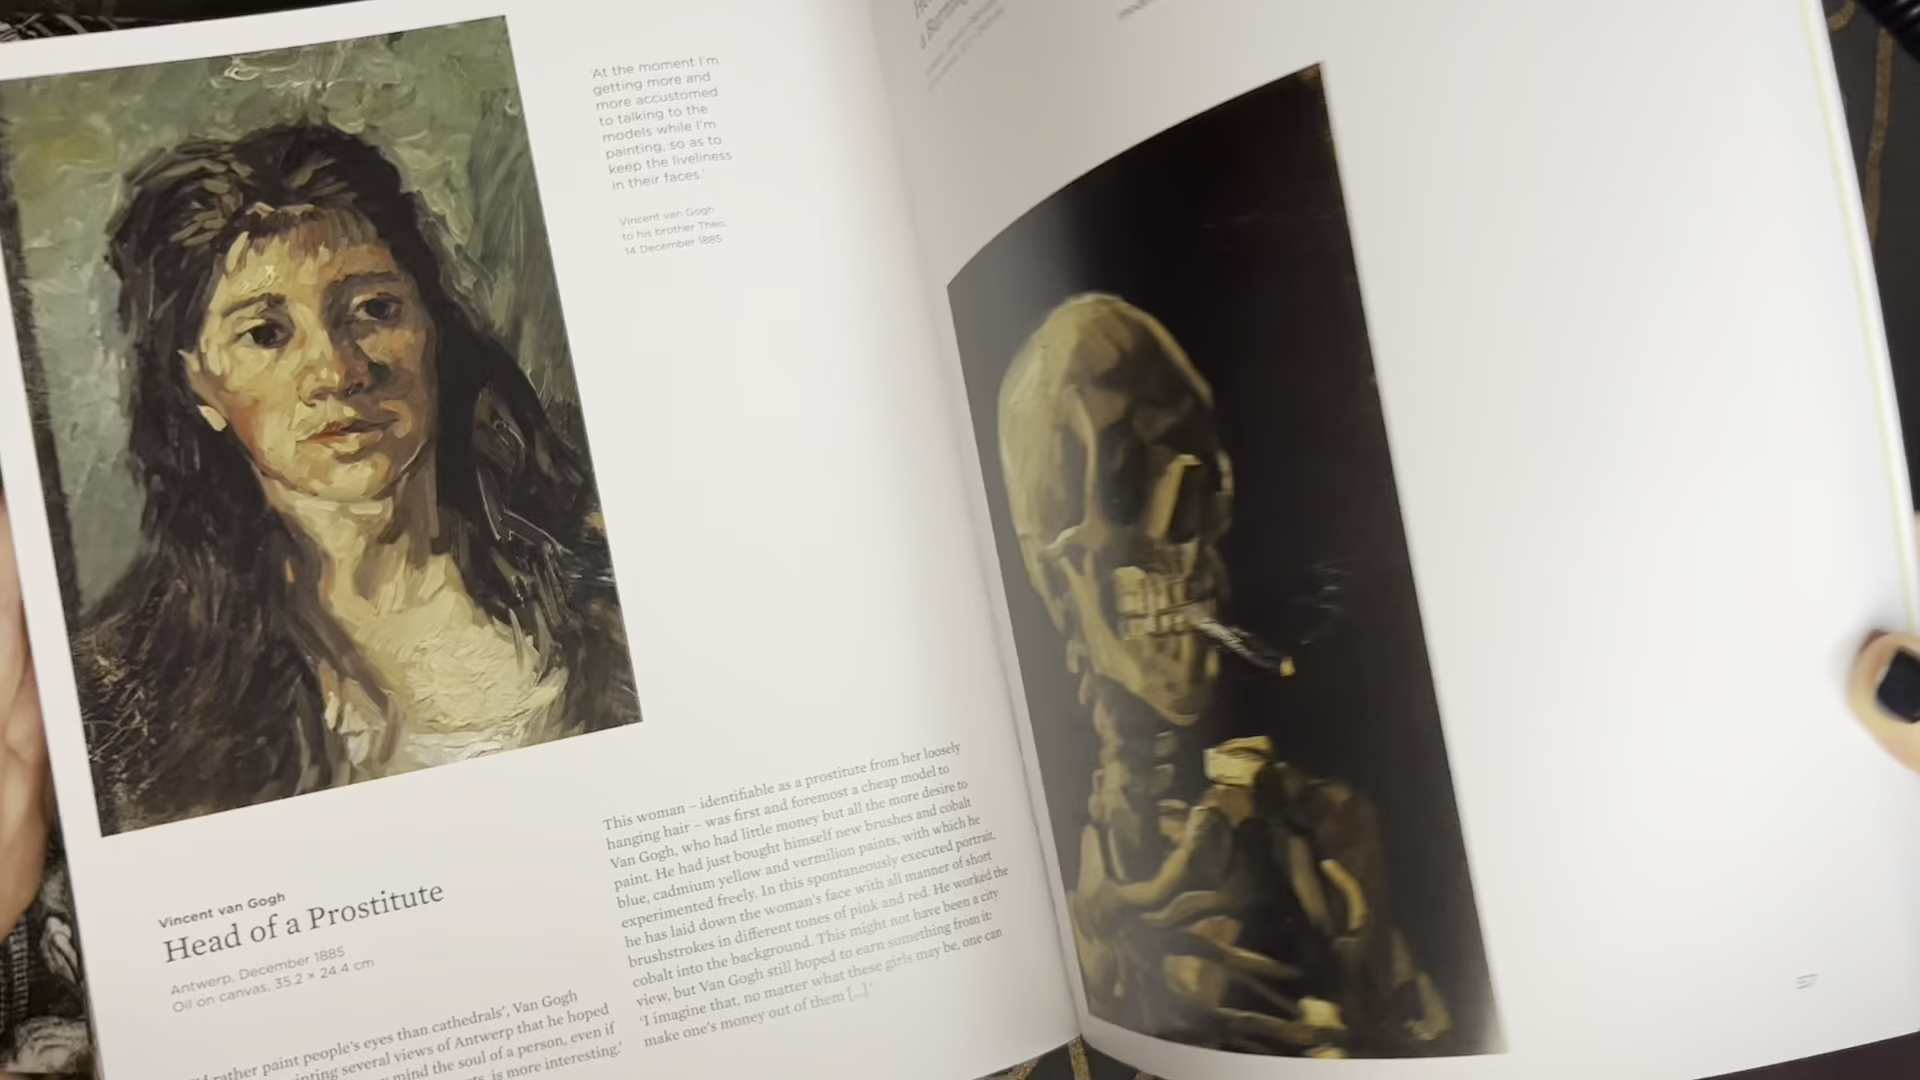 'At the moment I'm
getting more and
more accustomed
to talking to the
models while I'm
painting, so as to
keep the liveliness
in their faces.'
Vincent van Gogh
to his brother Theo,
14 December 1885
Vincent van Gogh
Head of a Prostitute
Antwerp, December 1885
Oil on canvas, 35.2 × 24.4 cm
rather paint people's eyes than cathedrals', Van Gogh
painting several views of Antwerp that he hoped
mind the soul of a person, even if
is more interesting.'
This woman – identifiable as a prostitute from her loosely
hanging hair – was first and foremost a cheap model to
Van Gogh, who had little money but all the more desire to
paint. He had just bought himself new brushes and cobalt
blue, cadmium yellow and vermilion paints, with which he
experimented freely. In this spontaneously executed portrait,
he has laid down the woman's face with all manner of short
brushstrokes in different tones of pink and red. He worked the
cobalt into the background. This might not have been a city
view, but Van Gogh still hoped to earn something from it:
'I imagine that, no matter what these girls may be, one can
make one's money out of them [...].'
57